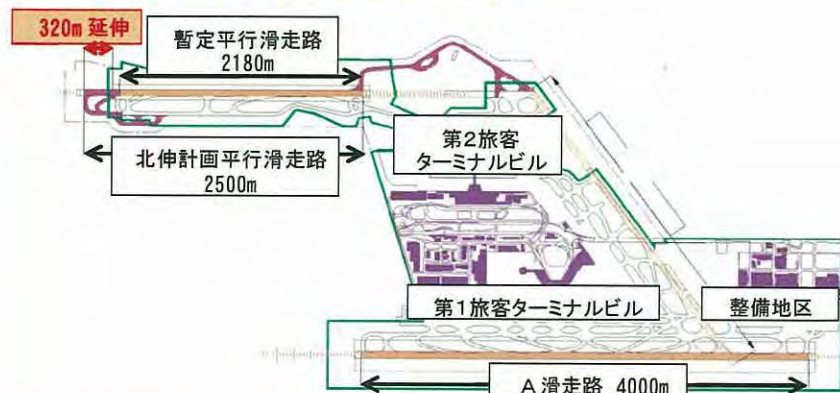 320m 延伸
暫定平行滑走路
2180m
北伸計画平行滑走路
2500m
第2旅客
ターミナルビル
第1旅客ターミナルビル
整備地区
A 滑走路 4000m